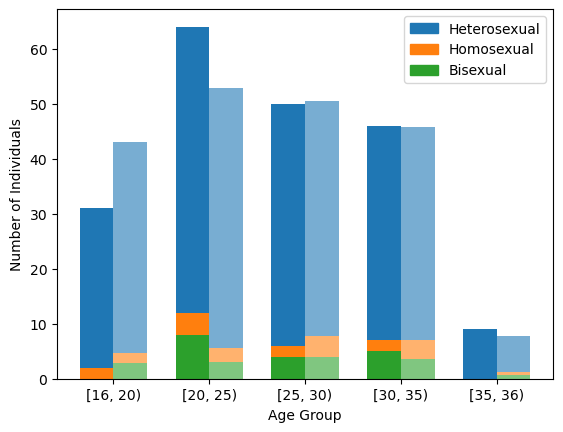 Heterosexual
Homosexual
Bisexual
60
50
40
30
20
10
0
Number of Individuals
[16, 20)
[20, 25)
[25, 30)
[30, 35)
[35, 36)
Age Group